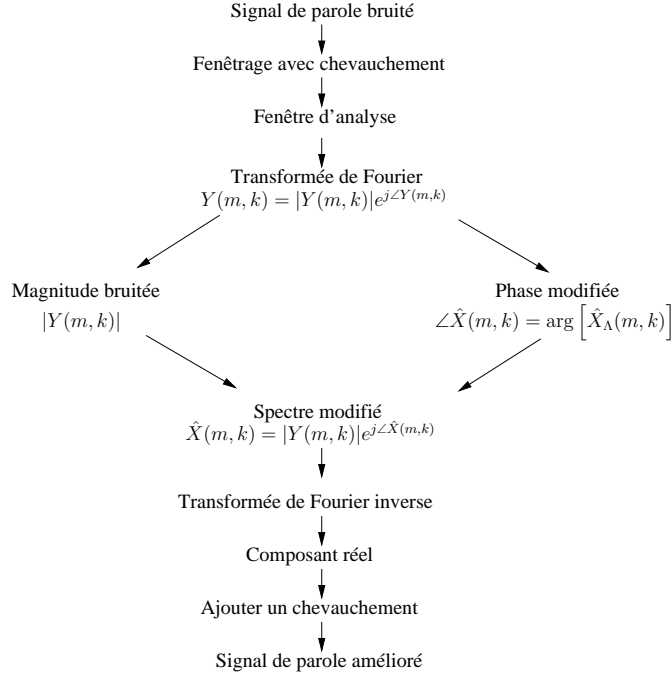 Signal de parole bruité
Fenêtrage avec chevauchement
Fenêtre d'analyse
Transformée de Fourier
Y(m, k) = |Y(m, k)|e^{j∠Y(m,k)}
Magnitude bruitée
|Y(m, k)|
Phase modifiée
∠X̂(m, k) = arg [X̂_Λ(m, k)]
Spectre modifié
X̂(m, k) = |Y(m, k)|e^{j∠X̂(m,k)}
Transformée de Fourier inverse
Composant réel
Ajouter un chevauchement
Signal de parole amélioré